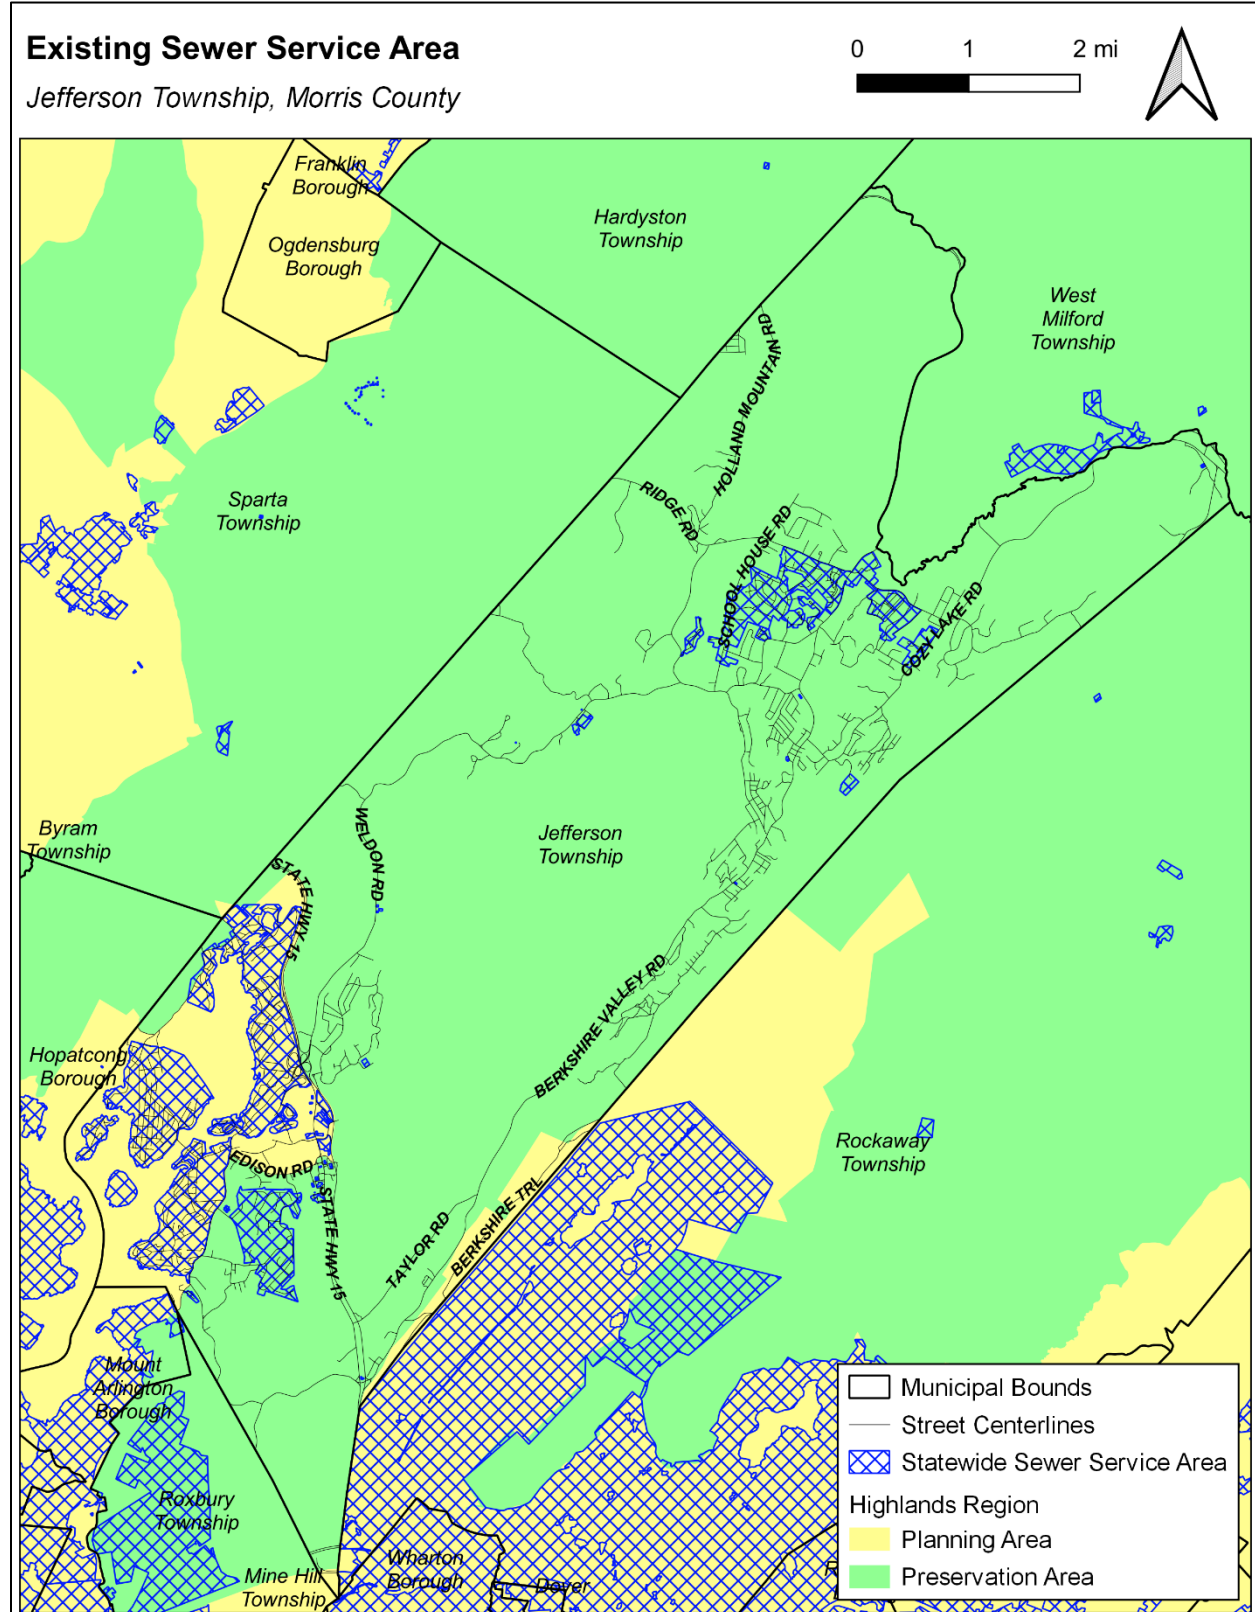 Existing Sewer Service Area
Jefferson Township, Morris County
0 1 2 mi
Franklin
Borough
Ogdensburg
Borough
Hardyston
Township
West
Milford
Township
HOLLAND MOUNTAIN RD
RIDGE RD
SCHOOL HOUSE RD
Sparta
Township
COZY LAKE RD
Byram
Township
WELDON RD
Jefferson
Township
STATE HWY 15
BERKSHIRE VALLEY RD
Hopatcong
Borough
Rockaway
Township
EDISON RD
STATE HWY 15
TAYLOR RD
BERKSHIRE TRL
Mount
Arlington
Borough
Roxbury
Township
Mine Hill
Township
Wharton
Borough
Dover
Municipal Bounds
Street Centerlines
Statewide Sewer Service Area
Highlands Region
Planning Area
Preservation Area